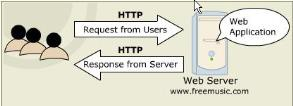 HTTP
Request from Users
HTTP
Response from Server
Web
Application
Web Server
www.freemusic.com